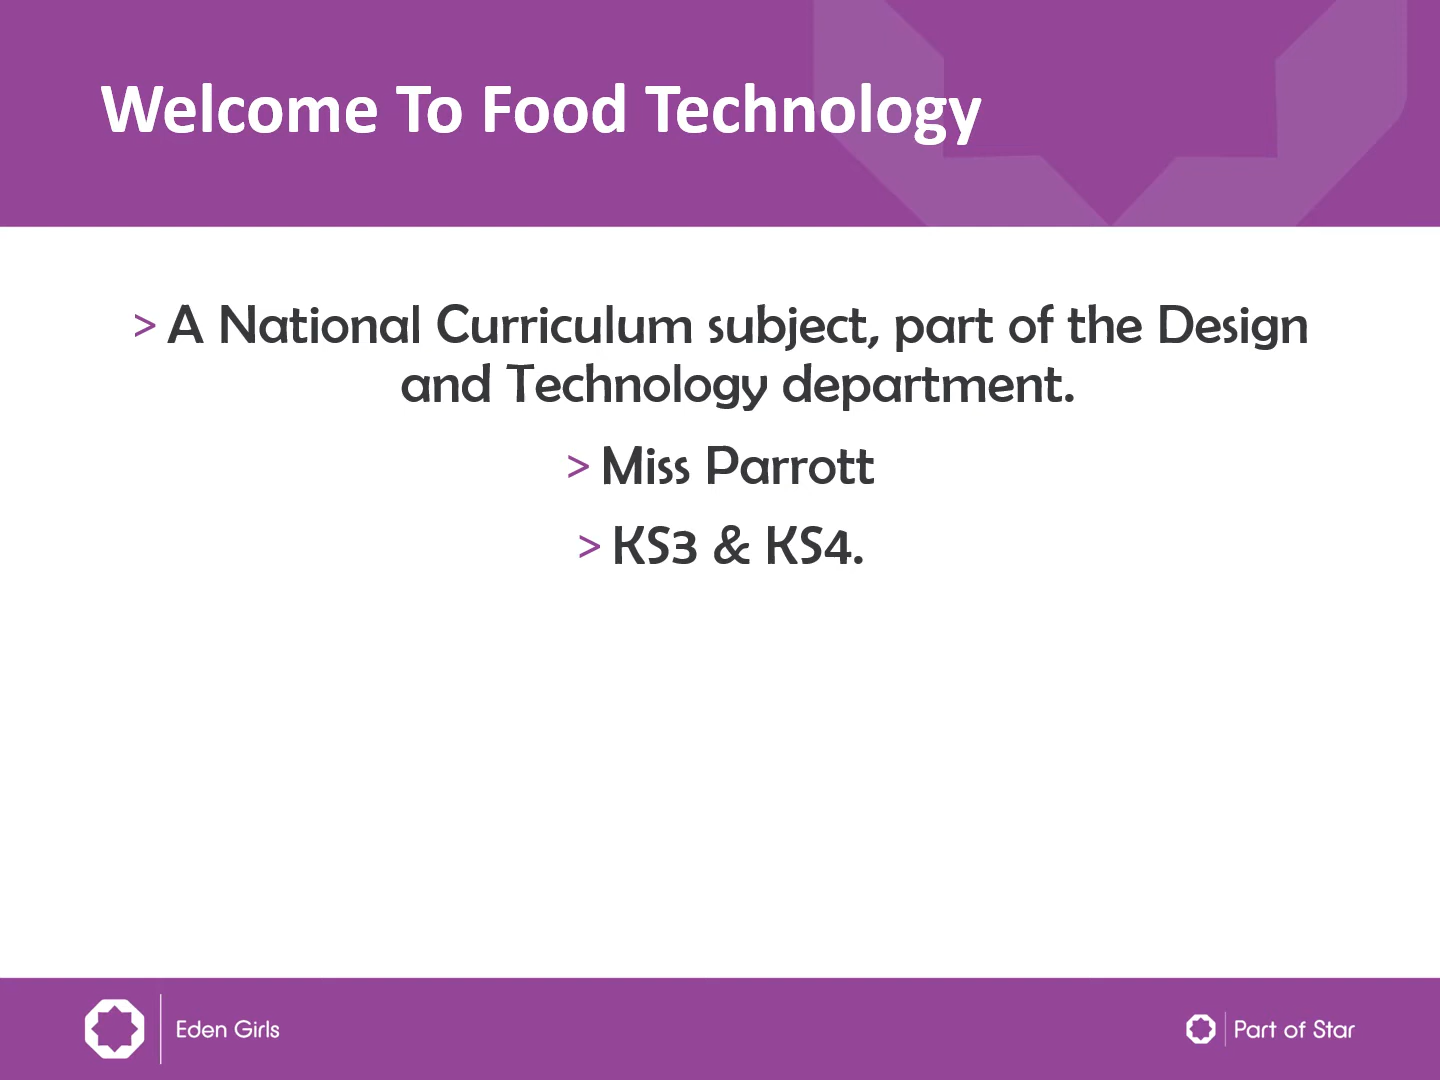 Welcome To Food Technology
> A National Curriculum subject, part of the Design
and Technology department.
> Miss Parrott
> KS3 & KS4.
Eden Girls
Part of Star